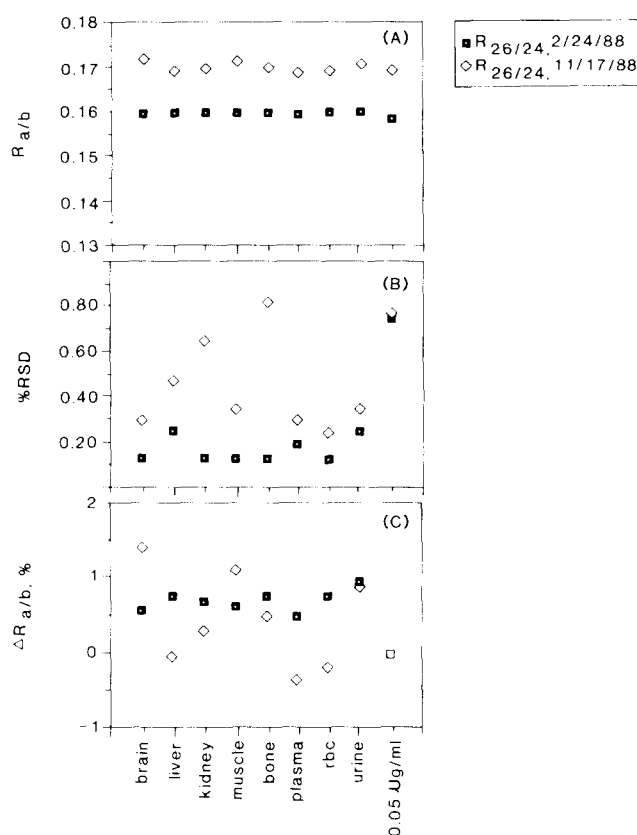 R 26/24, 2/24/88
R 26/24, 11/17/88
(A)
R a/b
0.18
0.17
0.16
0.15
0.14
0.13
(B)
%RSD
0.80
0.60
0.40
0.20
(C)
△R a/b, %
2
1
0
-1
brain
liver
kidney
muscle
bone
plasma
rbc
urine
0.05 Ug/ml